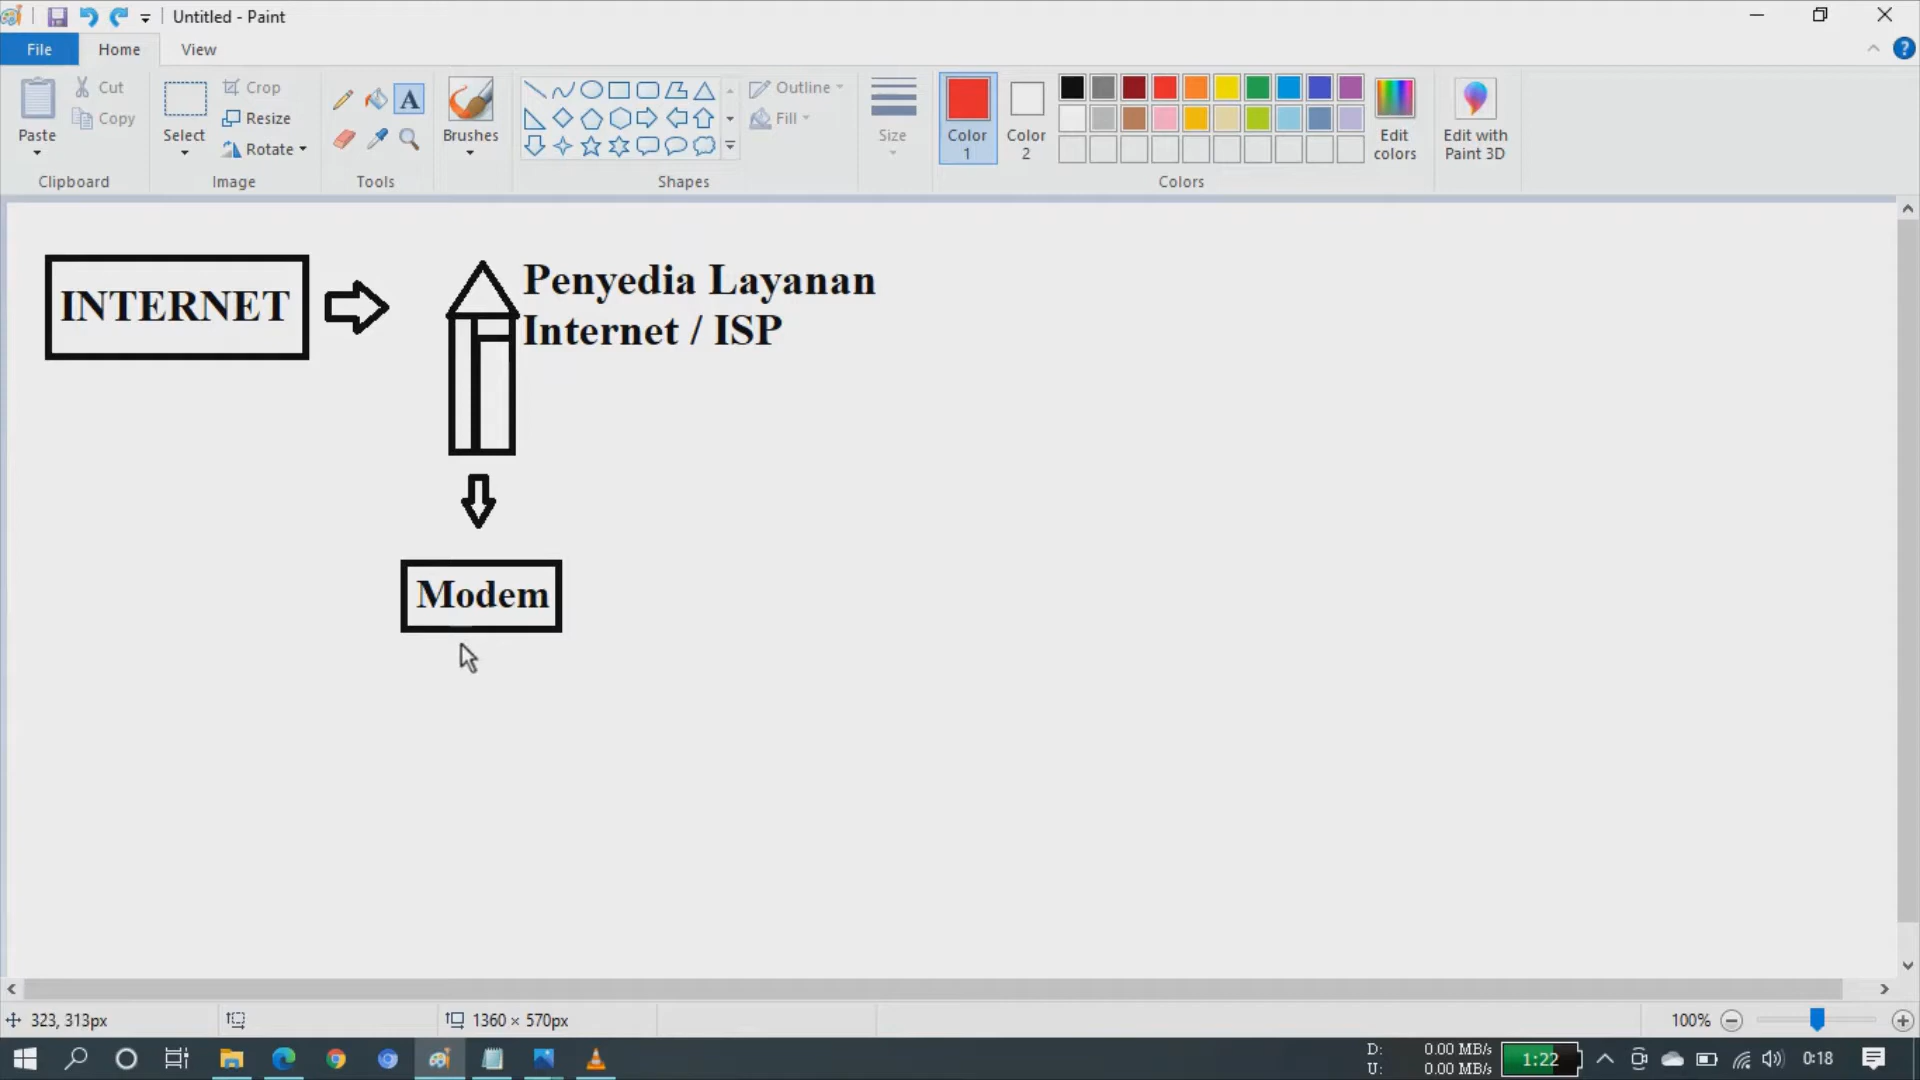 Untitled - Paint
File Home View
Paste
Cut
Copy
Clipboard
Select
Crop
Resize
Rotate
Image
A
Tools
Brushes
Shapes
Outline
Fill
Size
Color 1
Color 2
Edit colors
Colors
Edit with Paint 3D
INTERNET
Penyedia Layanan
Internet / ISP
Modem
323, 313px
1360 × 570px
100%
D: 0.00 MB/s
U: 0.00 MB/s
1:22
0:18